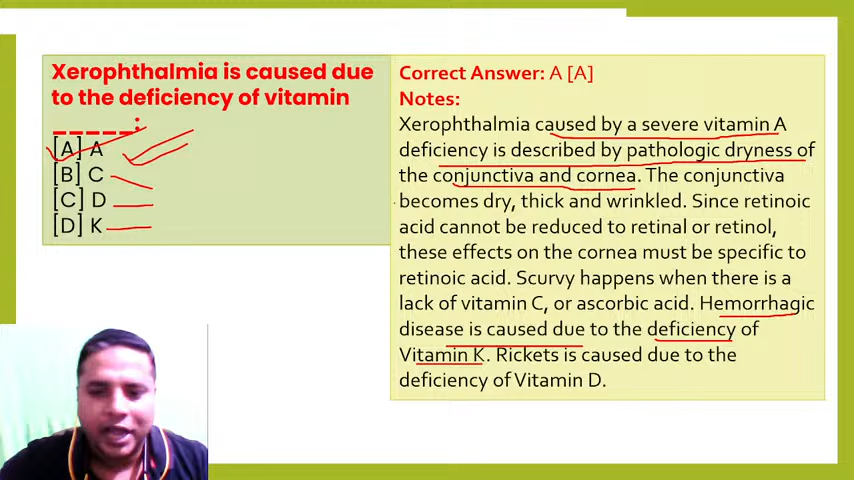 Xerophthalmia is caused due
to the deficiency of vitamin
_____:
[A] A
[B] C
[C] D
[D] K
Correct Answer: A [A]
Notes:
Xerophthalmia caused by a severe vitamin A
deficiency is described by pathologic dryness of
the conjunctiva and cornea. The conjunctiva
becomes dry, thick and wrinkled. Since retinoic
acid cannot be reduced to retinal or retinol,
these effects on the cornea must be specific to
retinoic acid. Scurvy happens when there is a
lack of vitamin C, or ascorbic acid. Hemorrhagic
disease is caused due to the deficiency of
Vitamin K. Rickets is caused due to the
deficiency of Vitamin D.